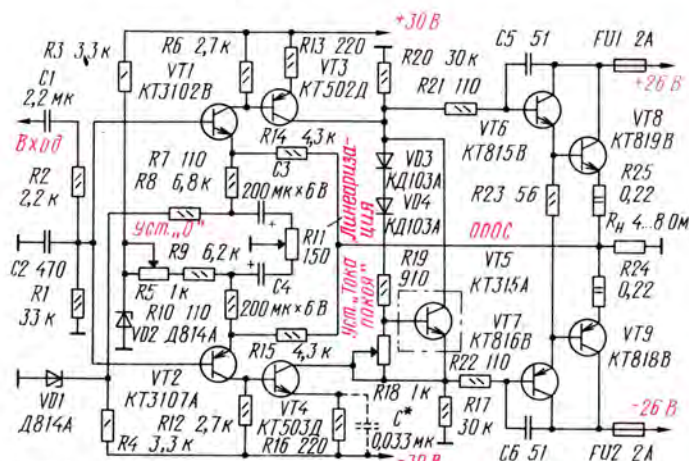 +30 В
R3 3,3 к
R6 2,7 к
R13 220
C5 51
FU1 2А
C1
2,2 мк
VT1
КТ3102В
VT3
КТ502Д
R20 30 к
R21 110
+26 В
Вход
R14 4,3 к
VT6
КТ815В
VT8
КТ819В
R2
2,2 к
R7 110
R8 6,8 к
C3
200 мк×6В
Линеариза-
ция
VD3
КД103А
VD4
КД103А
R23 56
R25
0,22
Уст. „0"
R11
150
ООС
Rн 4...8 Ом
C2 470
R9 6,2 к
R19
910
VT5
КТ315А
R24
0,22
R1
33 к
R5 1 к
C4
R10 110
200 мк×6В
Уст. „Тока
покоя"
VT7
КТ816В
VD2 Д814А
R15
4,3 к
R22 110
VT9
КТ818В
VD1
Д814А
VT2
КТ3107А
R18 1 к
R17
30 к
R12 2,7 к
VT4
КТ503Д
C*
0,033 мк
-26 В
R4 3,3 к
R16 220
-30 В
C6 51
FU2 2А